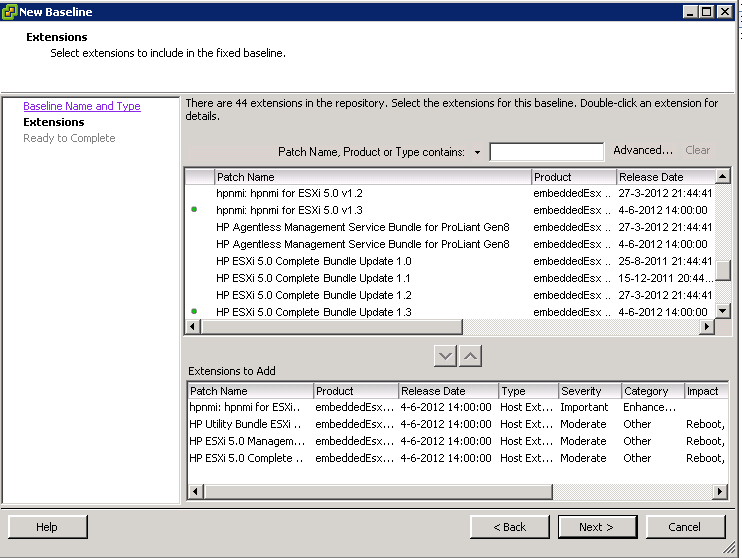 New Baseline
Extensions
Select extensions to include in the fixed baseline.
Baseline Name and Type
Extensions
Ready to Complete
There are 44 extensions in the repository. Select the extensions for this baseline. Double-click an extension for
details.
Patch Name, Product or Type contains: Advanced... Clear
Patch Name Product Release Date
hpnmi: hpnmi for ESXi 5.0 v1.2 embeddedEsx .. 27-3-2012 21:44:41
hpnmi: hpnmi for ESXi 5.0 v1.3 embeddedEsx .. 4-6-2012 14:00:00
HP Agentless Management Service Bundle for ProLiant Gen8 embeddedEsx .. 27-3-2012 21:44:41
HP Agentless Management Service Bundle for ProLiant Gen8 embeddedEsx .. 4-6-2012 14:00:00
HP ESXi 5.0 Complete Bundle Update 1.0 embeddedEsx .. 25-8-2011 21:44:41
HP ESXi 5.0 Complete Bundle Update 1.1 embeddedEsx .. 15-12-2011 20:44...
HP ESXi 5.0 Complete Bundle Update 1.2 embeddedEsx .. 27-3-2012 21:44:41
HP ESXi 5.0 Complete Bundle Update 1.3 embeddedEsx .. 4-6-2012 14:00:00
Extensions to Add
Patch Name Product Release Date Type Severity Category Impact
hpnmi: hpnmi for ESXi.. embeddedEsx... 4-6-2012 14:00:00 Host Ext... Important Enhance...
HP Utility Bundle ESXi .. embeddedEsx... 4-6-2012 14:00:00 Host Ext... Moderate Other Reboot,
HP ESXi 5.0 Managem... embeddedEsx... 4-6-2012 14:00:00 Host Ext... Moderate Other Reboot,
HP ESXi 5.0 Complete .. embeddedEsx... 4-6-2012 14:00:00 Host Ext... Moderate Other Reboot,
Help < Back Next > Cancel